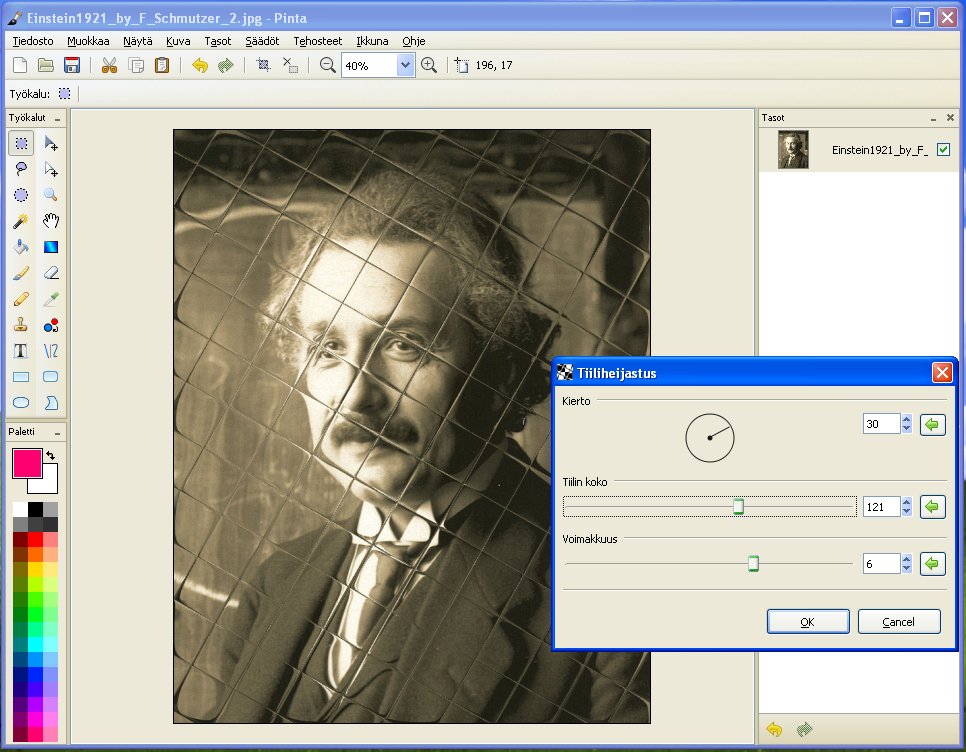 Einstein1921_by_F_Schmutzer_2.jpg - Pinta
Tiedosto Muokkaa Näytä Kuva Tasot Säädöt Tehosteet Ikkuna Ohje
40% 196, 17
Työkalu:
Työkalut
Tasot
Einstein1921_by_F_
Tiiliheijastus
Kierto
30
Tiilin koko
121
Voimakkuus
6
OK Cancel
Paletti